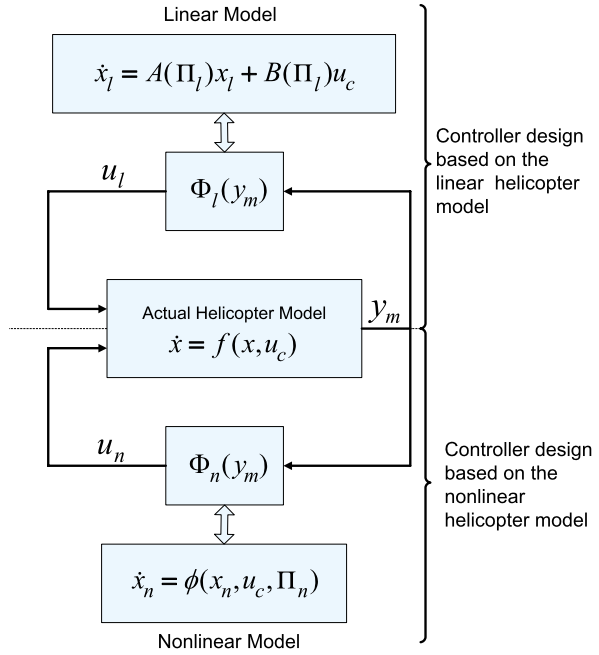 Linear Model
ẋ_l = A(Π_l)x_l + B(Π_l)u_c
Controller design
based on the
linear helicopter
model
u_l
Φ_l(y_m)
Actual Helicopter Model
ẋ = f(x,u_c)
y_m
u_n
Φ_n(y_m)
Controller design
based on the
nonlinear
helicopter model
ẋ_n = ϕ(x_n,u_c,Π_n)
Nonlinear Model